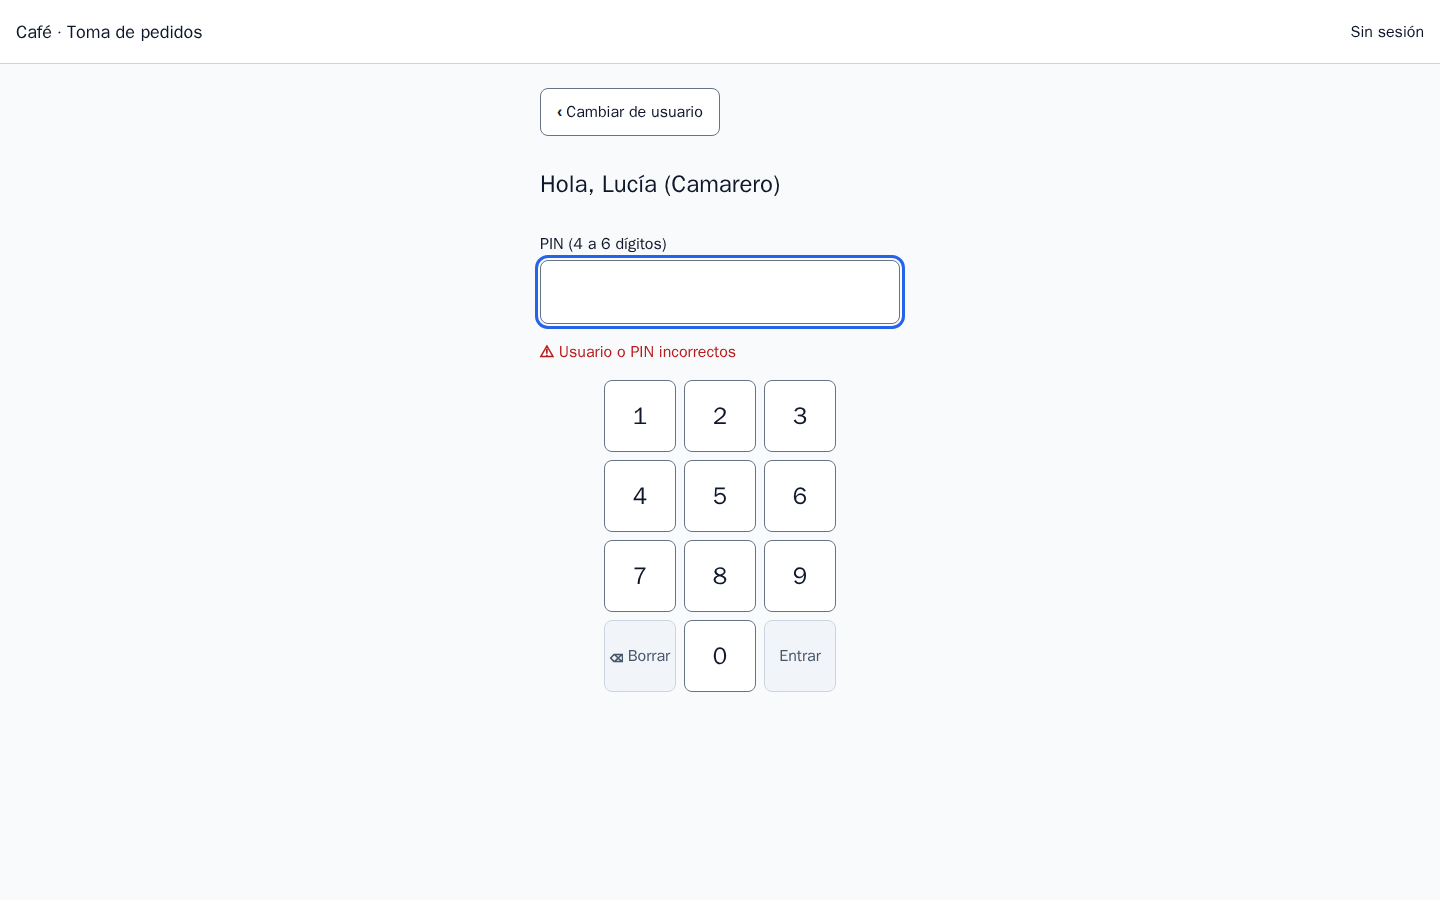 Café · Toma de pedidos
Sin sesión
‹ Cambiar de usuario
Hola, Lucía (Camarero)
PIN (4 a 6 dígitos)
⚠ Usuario o PIN incorrectos
1 2 3
4 5 6
7 8 9
⌫ Borrar 0 Entrar